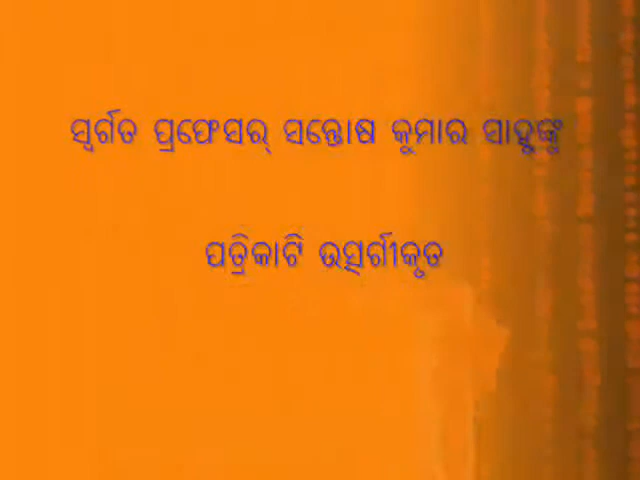 ସ୍ୱର୍ଗତ ପ୍ରଫେସର୍ ସନ୍ତୋଷ କୁମାର ସାହୁଙ୍କୁ
ପତ୍ରିକାଟି ଉତ୍ସର୍ଗୀକୃତ